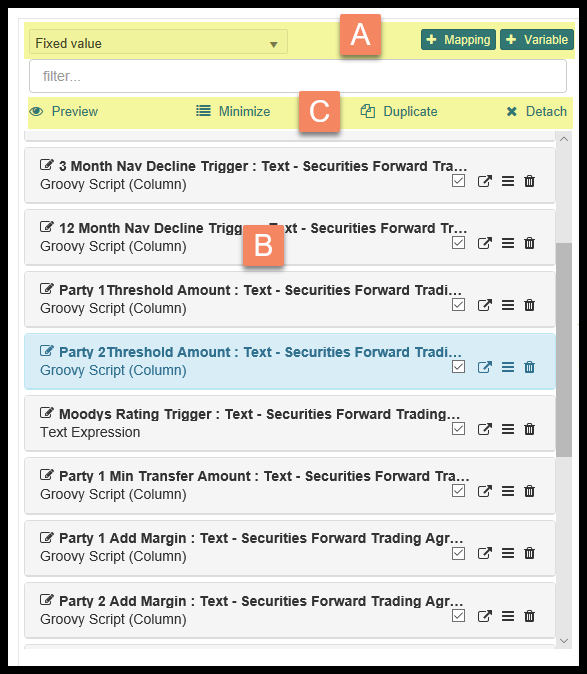 Fixed value
A
Mapping
Variable
filter...
Preview
Minimize
C
Duplicate
Detach
3 Month Nav Decline Trigger : Text - Securities Forward Tra...
Groovy Script (Column)
12 Month Nav Decline Trigg Text - Securities Forward Tr...
Groovy Script (Column)
B
Party 1Threshold Amount : Text - Securities Forward Tradi...
Groovy Script (Column)
Party 2Threshold Amount : Text - Securities Forward Tradi...
Groovy Script (Column)
Moodys Rating Trigger : Text - Securities Forward Trading...
Text Expression
Party 1 Min Transfer Amount : Text - Securities Forward Tra...
Groovy Script (Column)
Party 1 Add Margin : Text - Securities Forward Trading Agr...
Groovy Script (Column)
Party 2 Add Margin : Text - Securities Forward Trading Agr...
Groovy Script (Column)